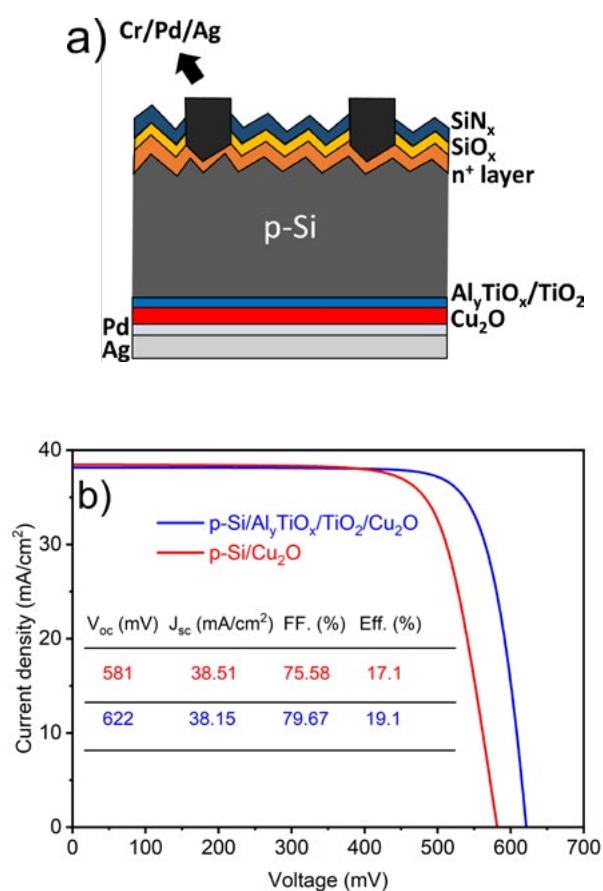 a)
Cr/Pd/Ag
SiNₓ
SiOₓ
n⁺ layer
p-Si
AlᵧTiOₓ/TiO₂
Cu₂O
Pd
Ag
b)
p-Si/AlᵧTiOₓ/TiO₂/Cu₂O
p-Si/Cu₂O
Vₒc (mV) Jₛc (mA/cm²) FF. (%) Eff. (%)
581 38.51 75.58 17.1
622 38.15 79.67 19.1
Current density (mA/cm²)
40
30
20
10
0
0 100 200 300 400 500 600 700
Voltage (mV)